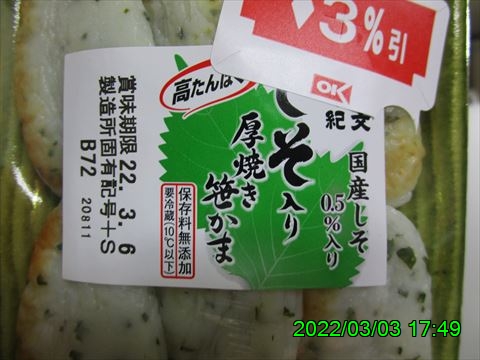 3%引
OK
高たんぱ
しそ入り
厚焼き笹かま
紀文
国産しそ
0.5%入り
保存料無添加
要冷蔵(10℃以下)
賞味期限 22. 3. 6
製造所固有記号+S
B72
20811
2022/03/03 17:49